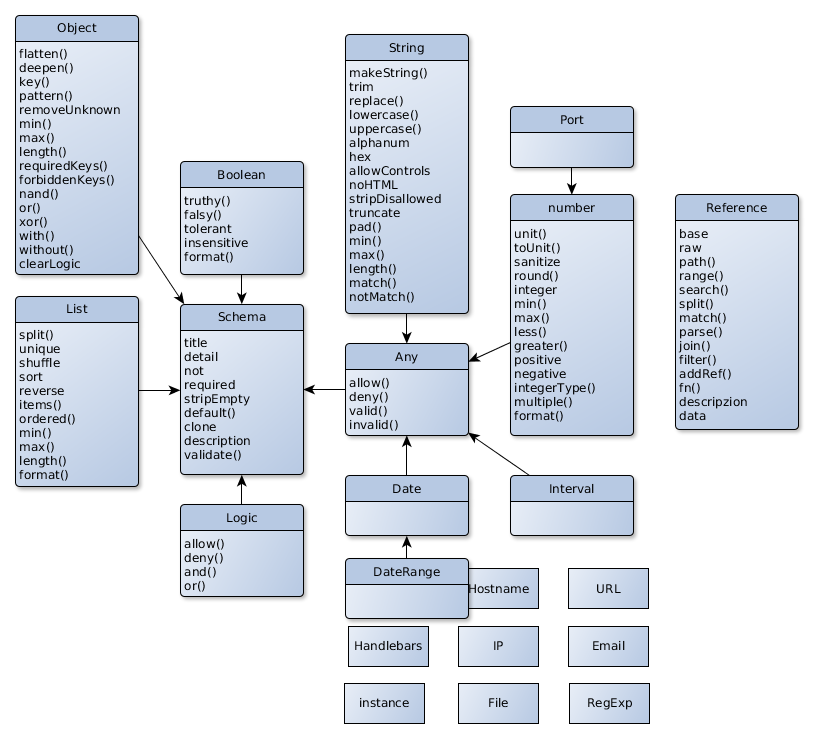 Object
flatten()
deepen()
key()
pattern()
removeUnknown
min()
max()
length()
requiredKeys()
forbiddenKeys()
nand()
or()
xor()
with()
without()
clearLogic
List
split()
unique
shuffle
sort
reverse
items()
ordered()
min()
max()
length()
format()
Boolean
truthy()
falsy()
tolerant
insensitive
format()
Schema
title
detail
not
required
stripEmpty
default()
clone
description
validate()
Logic
allow()
deny()
and()
or()
String
makeString()
trim
replace()
lowercase()
uppercase()
alphanum
hex
allowControls
noHTML
stripDisallowed
truncate
pad()
min()
max()
length()
match()
notMatch()
Any
allow()
deny()
valid()
invalid()
Date
DateRange
Port
number
unit()
toUnit()
sanitize
round()
integer
min()
max()
less()
greater()
positive
negative
integerType()
multiple()
format()
Interval
Reference
base
raw
path()
range()
search()
split()
match()
parse()
join()
filter()
addRef()
fn()
descripzion
data
Hostname
URL
Handlebars
IP
Email
instance
File
RegExp